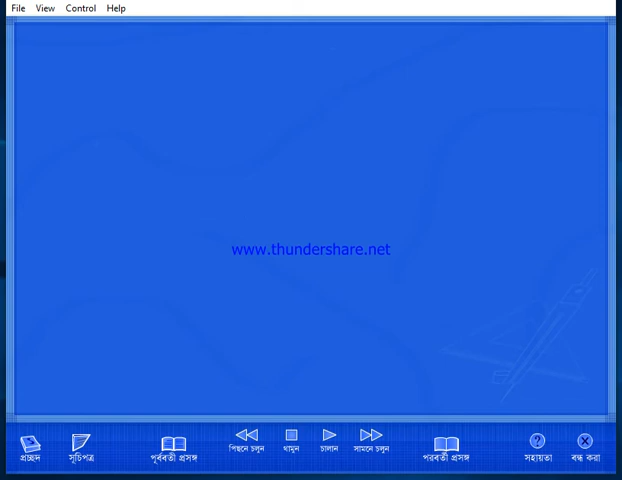 File View Control Help
www.thundershare.net
প্রচ্ছদ সূচিপত্র পূর্ববর্তী প্রসঙ্গ পিছনে চলুন থামুন চালান সামনে চলুন পরবর্তী প্রসঙ্গ সহায়তা বন্ধ করা